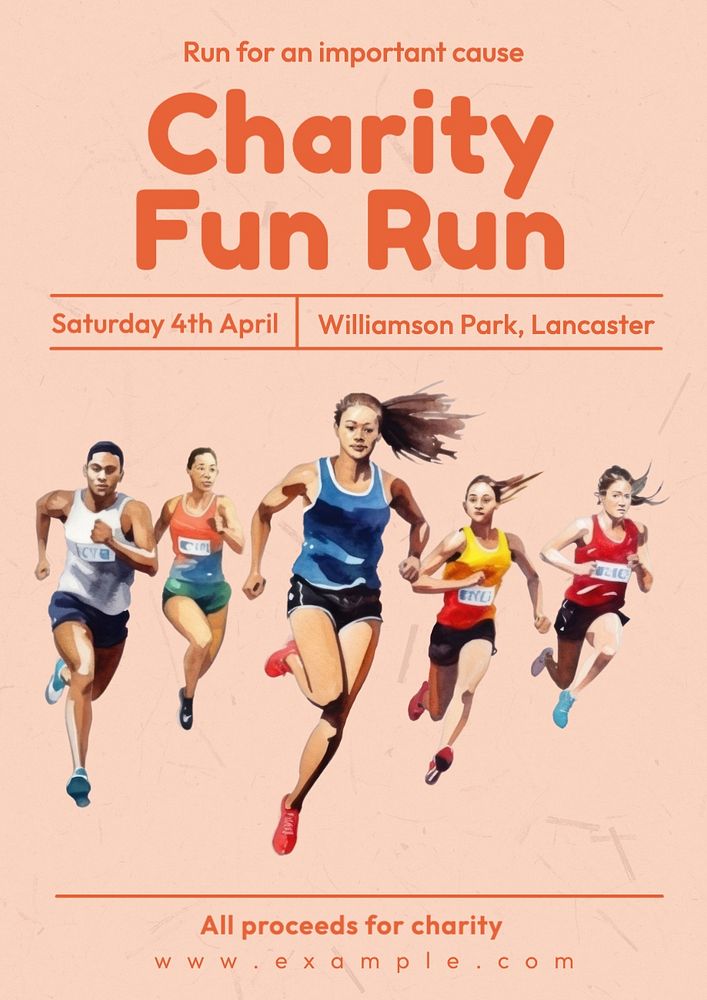 Run for an important cause
Charity
Fun Run
Saturday 4th April
Williamson Park, Lancaster
All proceeds for charity
www.example.com